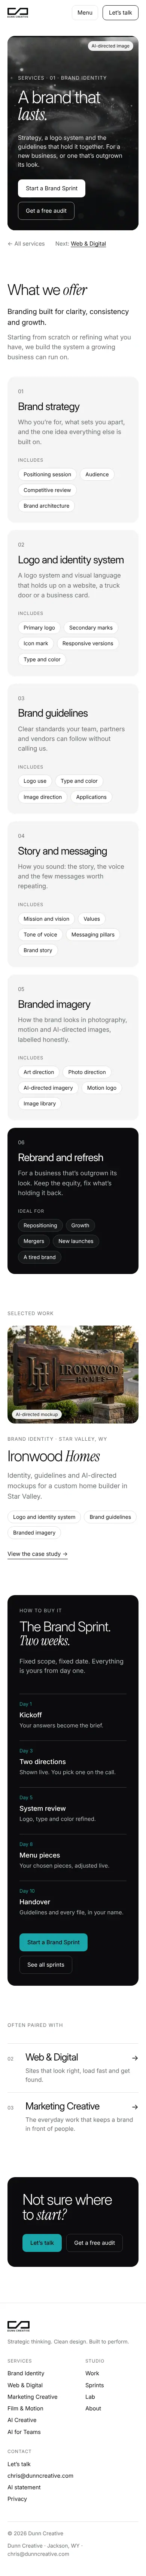 DUNN CREATIVE
Menu
Let's talk
AI-directed image
SERVICES · 01 · BRAND IDENTITY
A brand that
lasts.
Strategy, a logo system and the
guidelines that hold it together. For a
new business, or one that's outgrown
its look.
Start a Brand Sprint
Get a free audit
← All services
Next: Web & Digital
What we offer
Branding built for clarity, consistency
and growth.
Starting from scratch or refining what you
have, we build the system a growing
business can run on.
01
Brand strategy
Who you're for, what sets you apart,
and the one idea everything else is
built on.
INCLUDES
Positioning session
Audience
Competitive review
Brand architecture
02
Logo and identity system
A logo system and visual language
that holds up on a website, a truck
door or a business card.
INCLUDES
Primary logo
Secondary marks
Icon mark
Responsive versions
Type and color
03
Brand guidelines
Clear standards your team, partners
and vendors can follow without
calling us.
INCLUDES
Logo use
Type and color
Image direction
Applications
04
Story and messaging
How you sound: the story, the voice
and the few messages worth
repeating.
INCLUDES
Mission and vision
Values
Tone of voice
Messaging pillars
Brand story
05
Branded imagery
How the brand looks in photography,
motion and AI-directed images,
labelled honestly.
INCLUDES
Art direction
Photo direction
AI-directed imagery
Motion logo
Image library
06
Rebrand and refresh
For a business that's outgrown its
look. Keep the equity, fix what's
holding it back.
IDEAL FOR
Repositioning
Growth
Mergers
New launches
A tired brand
SELECTED WORK
IRONWOOD
HOMES
AI-directed mockup
BRAND IDENTITY · STAR VALLEY, WY
Ironwood Homes
Identity, guidelines and AI-directed
mockups for a custom home builder in
Star Valley.
Logo and identity system
Brand guidelines
Branded imagery
View the case study →
HOW TO BUY IT
The Brand Sprint.
Two weeks.
Fixed scope, fixed date. Everything
is yours from day one.
Day 1
Kickoff
Your answers become the brief.
Day 3
Two directions
Shown live. You pick one on the call.
Day 5
System review
Logo, type and color refined.
Day 8
Menu pieces
Your chosen pieces, adjusted live.
Day 10
Handover
Guidelines and every file, in your name.
Start a Brand Sprint
See all sprints
OFTEN PAIRED WITH
02
Web & Digital
→
Sites that look right, load fast and get
found.
03
Marketing Creative
→
The everyday work that keeps a brand
in front of people.
Not sure where
to start?
Let's talk
Get a free audit
DUNN CREATIVE
Strategic thinking. Clean design. Built to perform.
SERVICES
Brand Identity
Web & Digital
Marketing Creative
Film & Motion
AI Creative
AI for Teams
STUDIO
Work
Sprints
Lab
About
CONTACT
Let's talk
chris@dunncreative.com
AI statement
Privacy
© 2026 Dunn Creative
Dunn Creative · Jackson, WY ·
chris@dunncreative.com